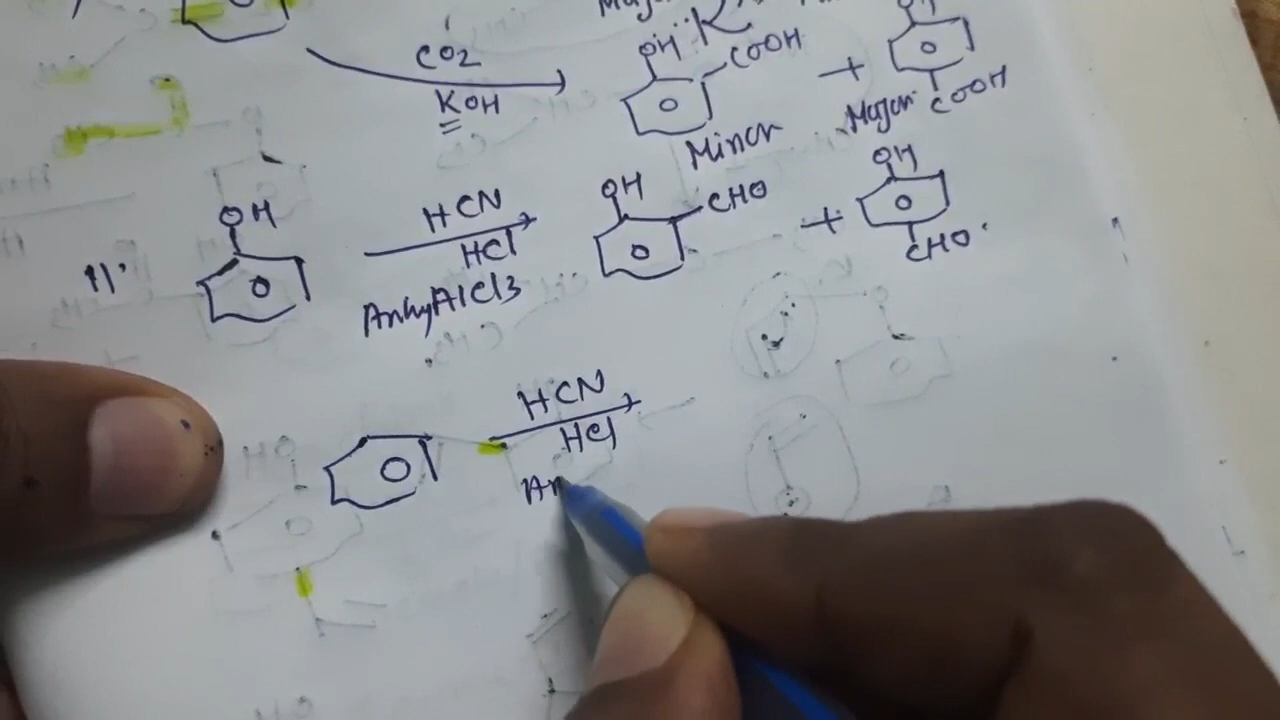 CO2
KOH
OH COOH + COOH
Minor Major
11. OH HCN OH CHO + OH
HCl CHO.
Anhy AlCl3
HCN
HCl
An